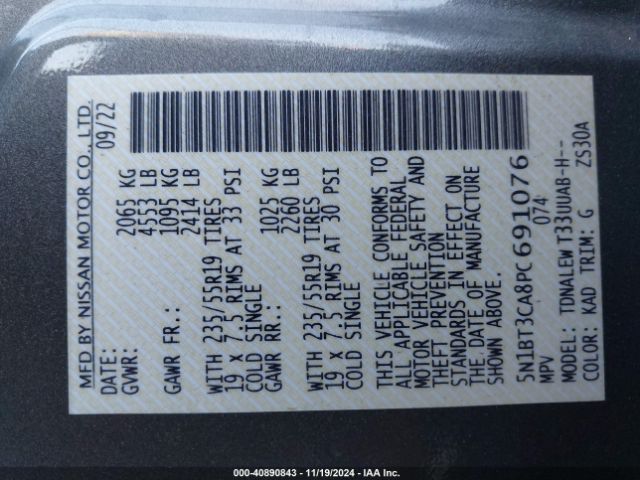 MFD BY NISSAN MOTOR CO., LTD.
DATE: 09/22
GVWR: 2065 KG
4553 LB
GAWR FR.: 1095 KG
2414 LB
WITH 235/55R19 TIRES
19 X 7.5 RIMS AT 33 PSI
COLD SINGLE
GAWR RR.: 1025 KG
2260 LB
WITH 235/55R19 TIRES
19 X 7.5 RIMS AT 30 PSI
COLD SINGLE
THIS VEHICLE CONFORMS TO
ALL APPLICABLE FEDERAL
MOTOR VEHICLE SAFETY AND
THEFT PREVENTION
STANDARDS IN EFFECT ON
THE DATE OF MANUFACTURE
SHOWN ABOVE.
5N1BT3CA8PC691076
MPV 074
MODEL: TDNALEW T33UUAB-H--
COLOR: KAD TRIM: G ZS30A
000-40890843 - 11/19/2024 - IAA Inc.